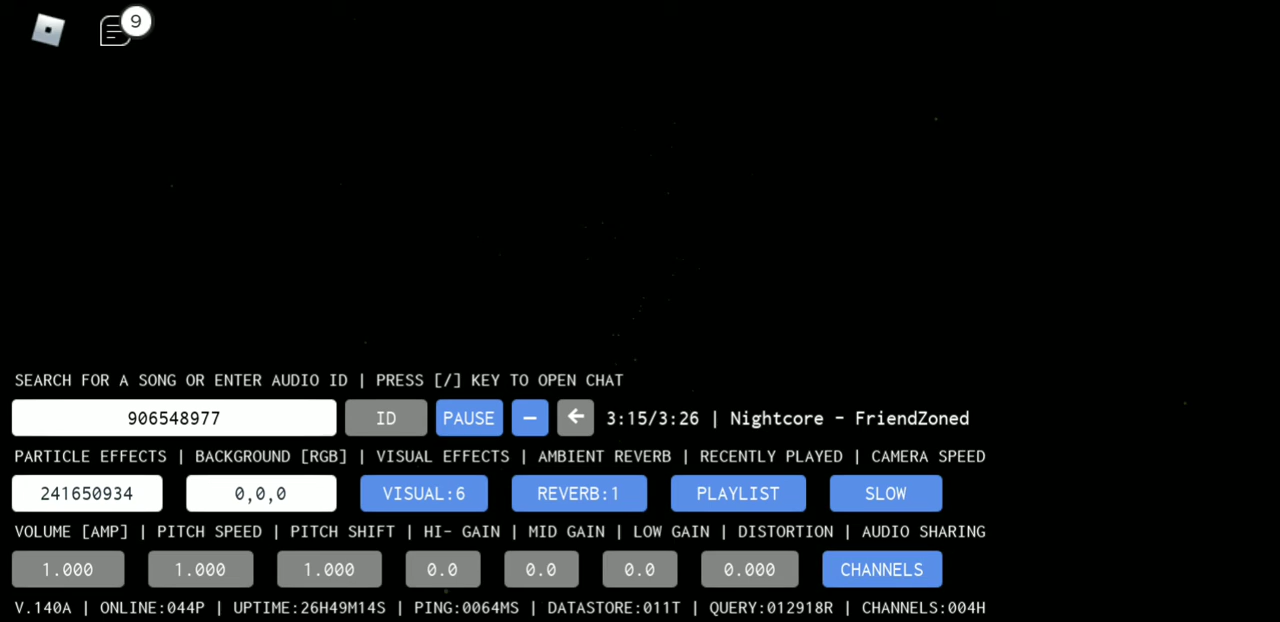 9
SEARCH FOR A SONG OR ENTER AUDIO ID | PRESS [/] KEY TO OPEN CHAT
906548977 ID PAUSE − ← 3:15/3:26 | Nightcore - FriendZoned
PARTICLE EFFECTS | BACKGROUND [RGB] | VISUAL EFFECTS | AMBIENT REVERB | RECENTLY PLAYED | CAMERA SPEED
241650934 0,0,0 VISUAL:6 REVERB:1 PLAYLIST SLOW
VOLUME [AMP] | PITCH SPEED | PITCH SHIFT | HI- GAIN | MID GAIN | LOW GAIN | DISTORTION | AUDIO SHARING
1.000 1.000 1.000 0.0 0.0 0.0 0.000 CHANNELS
V.140A | ONLINE:044P | UPTIME:26H49M14S | PING:0064MS | DATASTORE:011T | QUERY:012918R | CHANNELS:004H